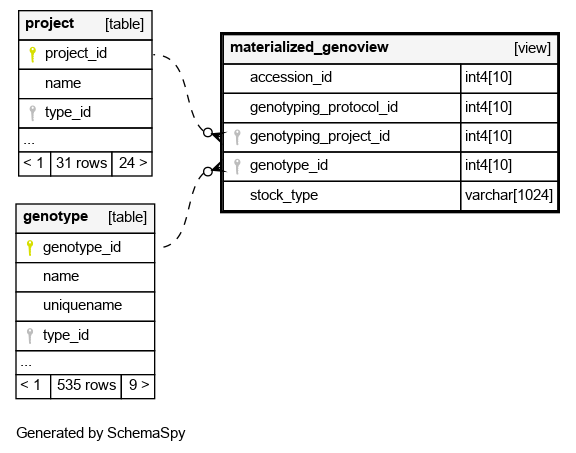 project [table]
project_id
name
type_id
...
< 1 31 rows 24 >
materialized_genoview [view]
accession_id int4[10]
genotyping_protocol_id int4[10]
genotyping_project_id int4[10]
genotype_id int4[10]
stock_type varchar[1024]
genotype [table]
genotype_id
name
uniquename
type_id
...
< 1 535 rows 9 >
Generated by SchemaSpy